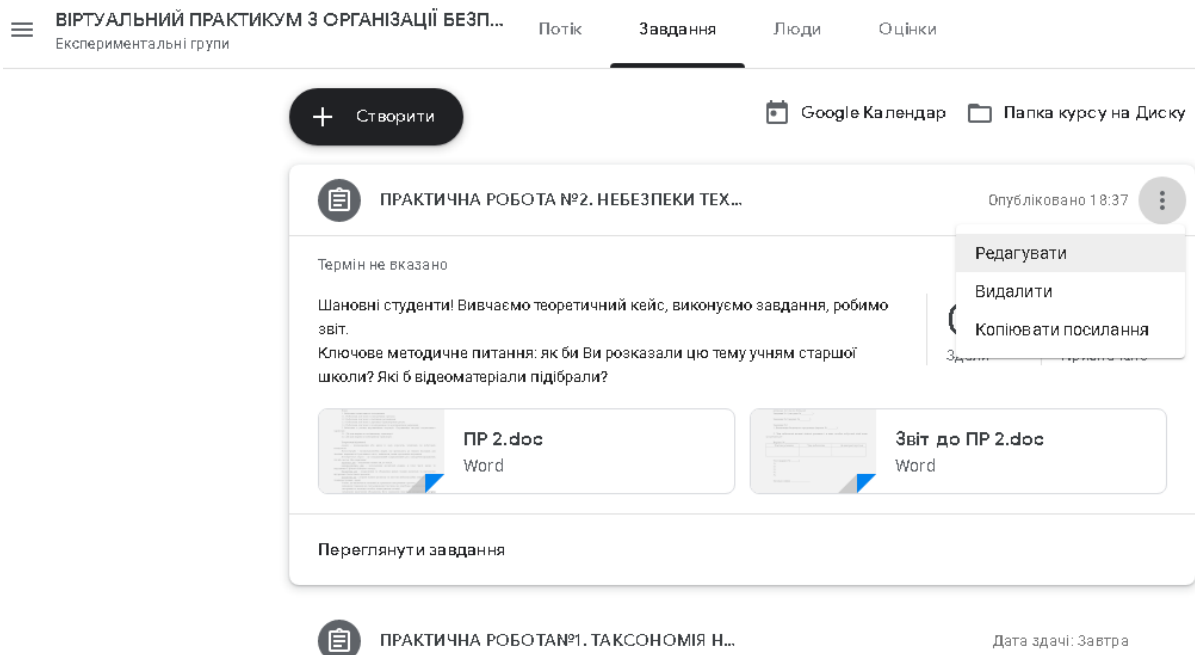 ВІРТУАЛЬНИЙ ПРАКТИКУМ З ОРГАНІЗАЦІЇ БЕЗП...
Експериментальні групи
Потік
Завдання
Люди
Оцінки
Створити
Google Календар
Папка курсу на Диску
ПРАКТИЧНА РОБОТА №2. НЕБЕЗПЕКИ ТЕХ...
Опубліковано 18:37
Редагувати
Видалити
Копіювати посилання
Термін не вказано
Шановні студенти! Вивчаємо теоретичний кейс, виконуємо завдання, робимо
звіт.
Ключове методичне питання: як би Ви розказали цю тему учням старшої
школи? Які б відеоматеріали підібрали?
ПР 2.doc
Word
Звіт до ПР 2.doc
Word
Переглянути завдання
ПРАКТИЧНА РОБОТА№1. ТАКСОНОМІЯ Н...
Дата здачі: Завтра